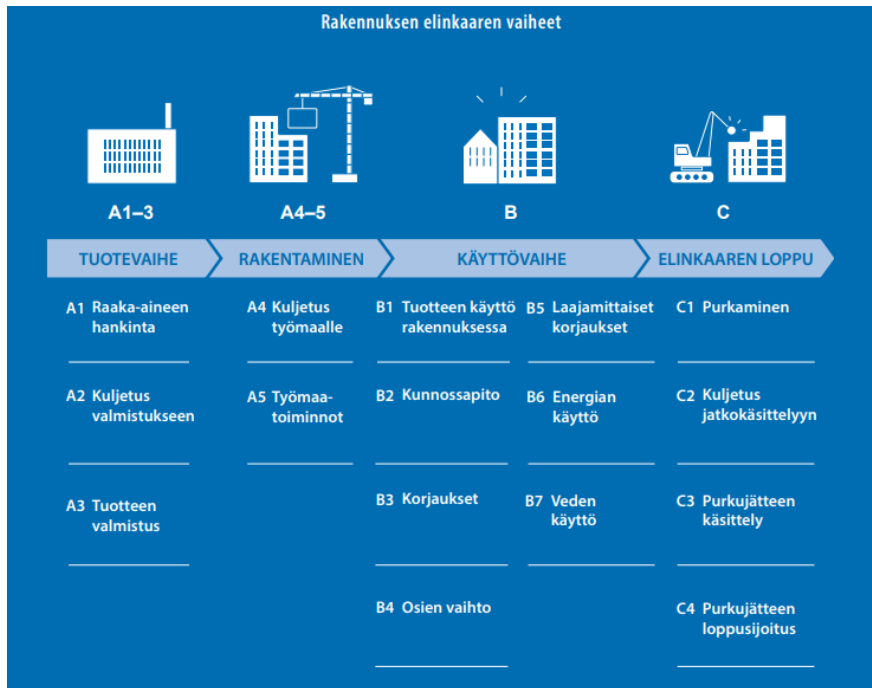 Rakennuksen elinkaaren vaiheet
A1–3
A4–5
B
C
TUOTEVAIHE
RAKENTAMINEN
KÄYTTÖVAIHE
ELINKAAREN LOPPU
A1 Raaka-aineen
hankinta
A2 Kuljetus
valmistukseen
A3 Tuotteen
valmistus
A4 Kuljetus
työmaalle
A5 Työmaa-
toiminnot
B1 Tuotteen käyttö
rakennuksessa
B2 Kunnossapito
B3 Korjaukset
B4 Osien vaihto
B5 Laajamittaiset
korjaukset
B6 Energian
käyttö
B7 Veden
käyttö
C1 Purkaminen
C2 Kuljetus
jatkokäsittelyyn
C3 Purkujätteen
käsittely
C4 Purkujätteen
loppusijoitus